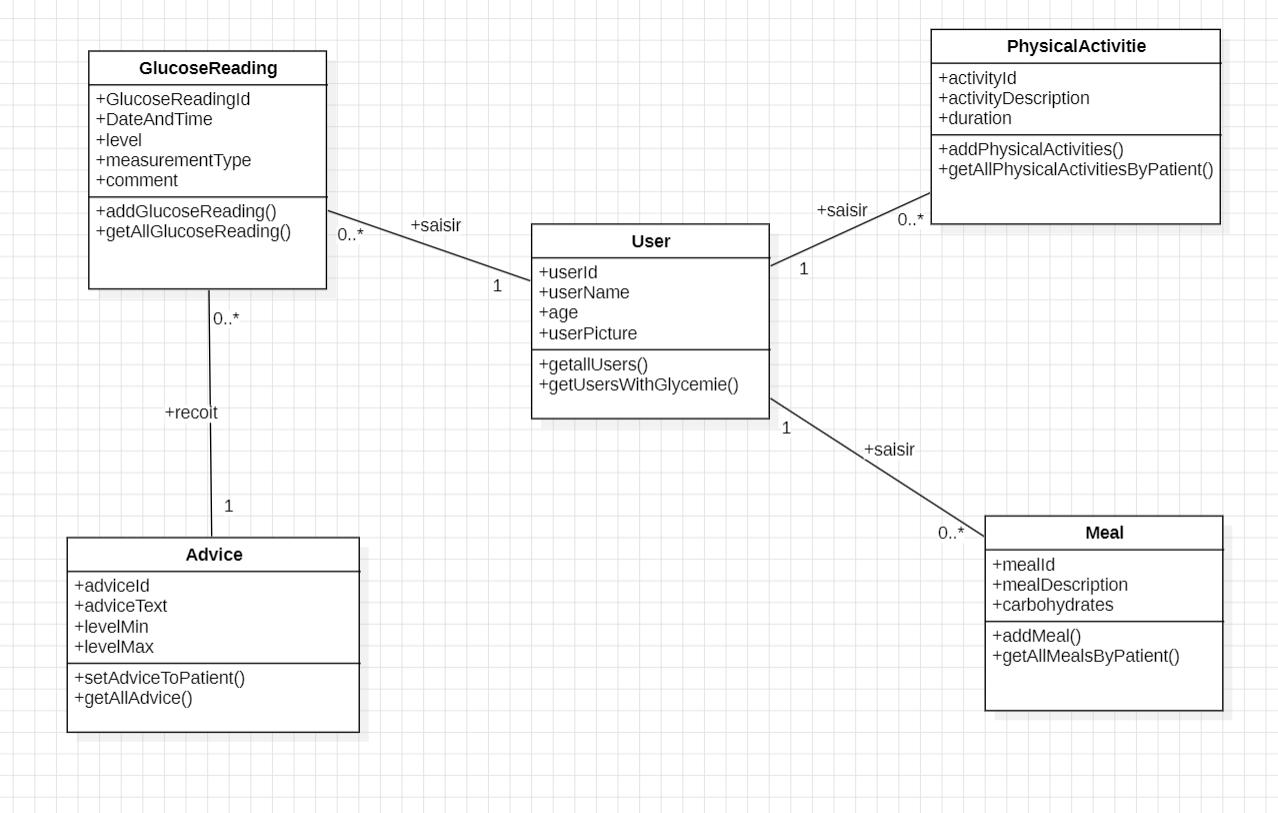 GlucoseReading
+GlucoseReadingId
+DateAndTime
+level
+measurementType
+comment
+addGlucoseReading()
+getAllGlucoseReading()
0..*
+saisir
1
PhysicalActivitie
+activityId
+activityDescription
+duration
+addPhysicalActivities()
+getAllPhysicalActivitiesByPatient()
+saisir
0..*
1
User
+userId
+userName
+age
+userPicture
+getallUsers()
+getUsersWithGlycemie()
0..*
+recoit
1
1
+saisir
0..*
Advice
+adviceId
+adviceText
+levelMin
+levelMax
+setAdviceToPatient()
+getAllAdvice()
Meal
+mealId
+mealDescription
+carbohydrates
+addMeal()
+getAllMealsByPatient()